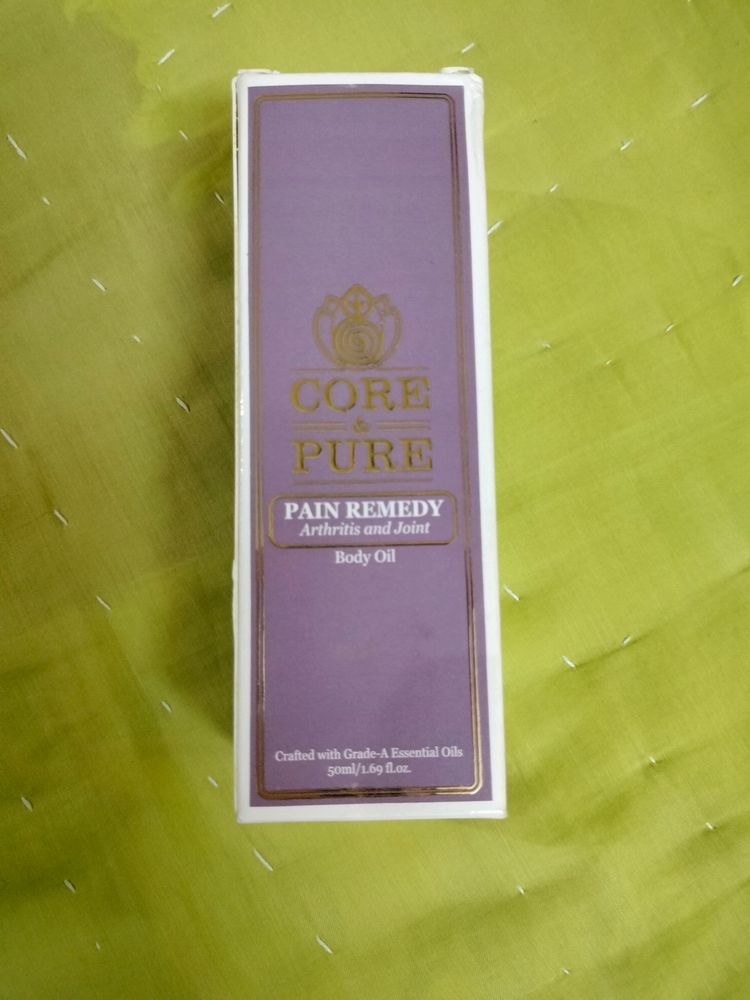 CORE
&
PURE
PAIN REMEDY
Arthritis and Joint
Body Oil
Crafted with Grade-A Essential Oils
50ml/1.69 fl.oz.